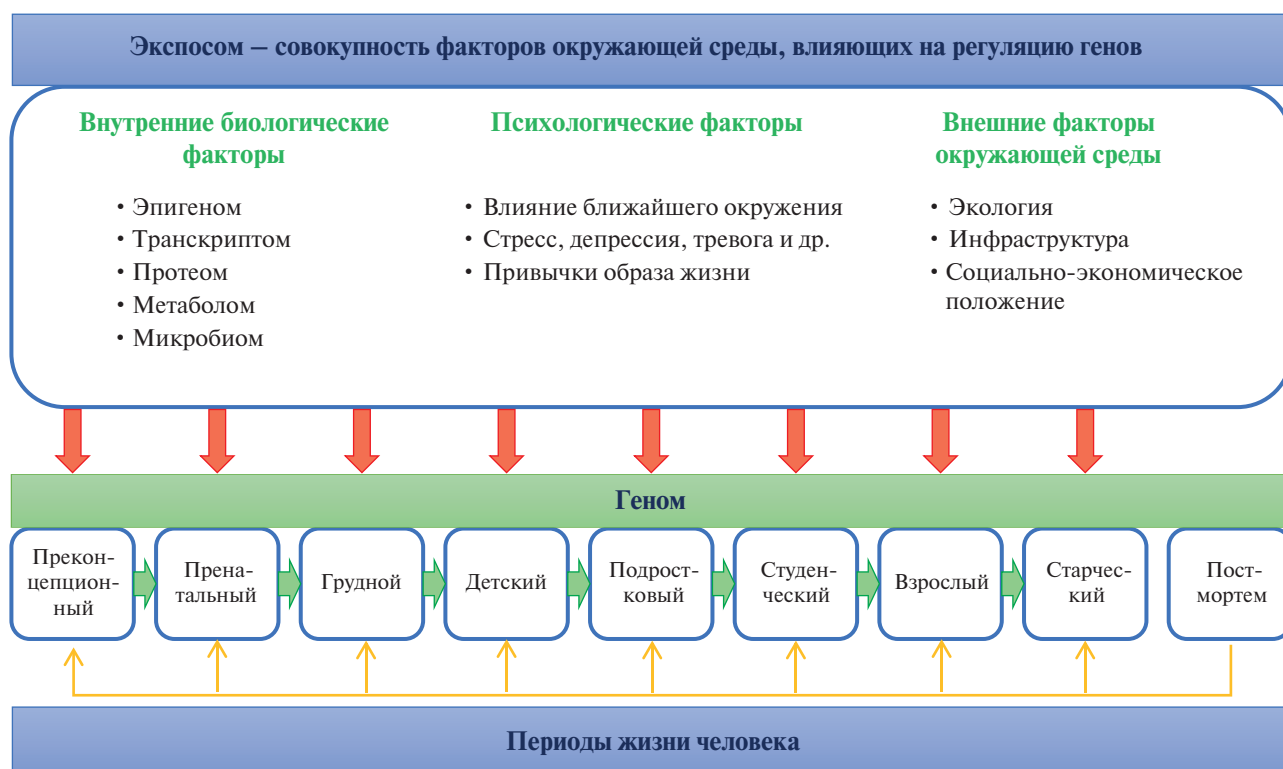 Экспосом – совокупность факторов окружающей среды, влияющих на регуляцию генов
Внутренние биологические
факторы
• Эпигеном
• Транскриптом
• Протеом
• Метаболом
• Микробиом
Психологические факторы
• Влияние ближайшего окружения
• Стресс, депрессия, тревога и др.
• Привычки образа жизни
Внешние факторы
окружающей среды
• Экология
• Инфраструктура
• Социально-экономическое
положение
Геном
Прекон-
цепцион-
ный
Прена-
тальный
Грудной
Детский
Подрост-
ковый
Студен-
ческий
Взрослый
Старчес-
кий
Пост-
мортем
Периоды жизни человека